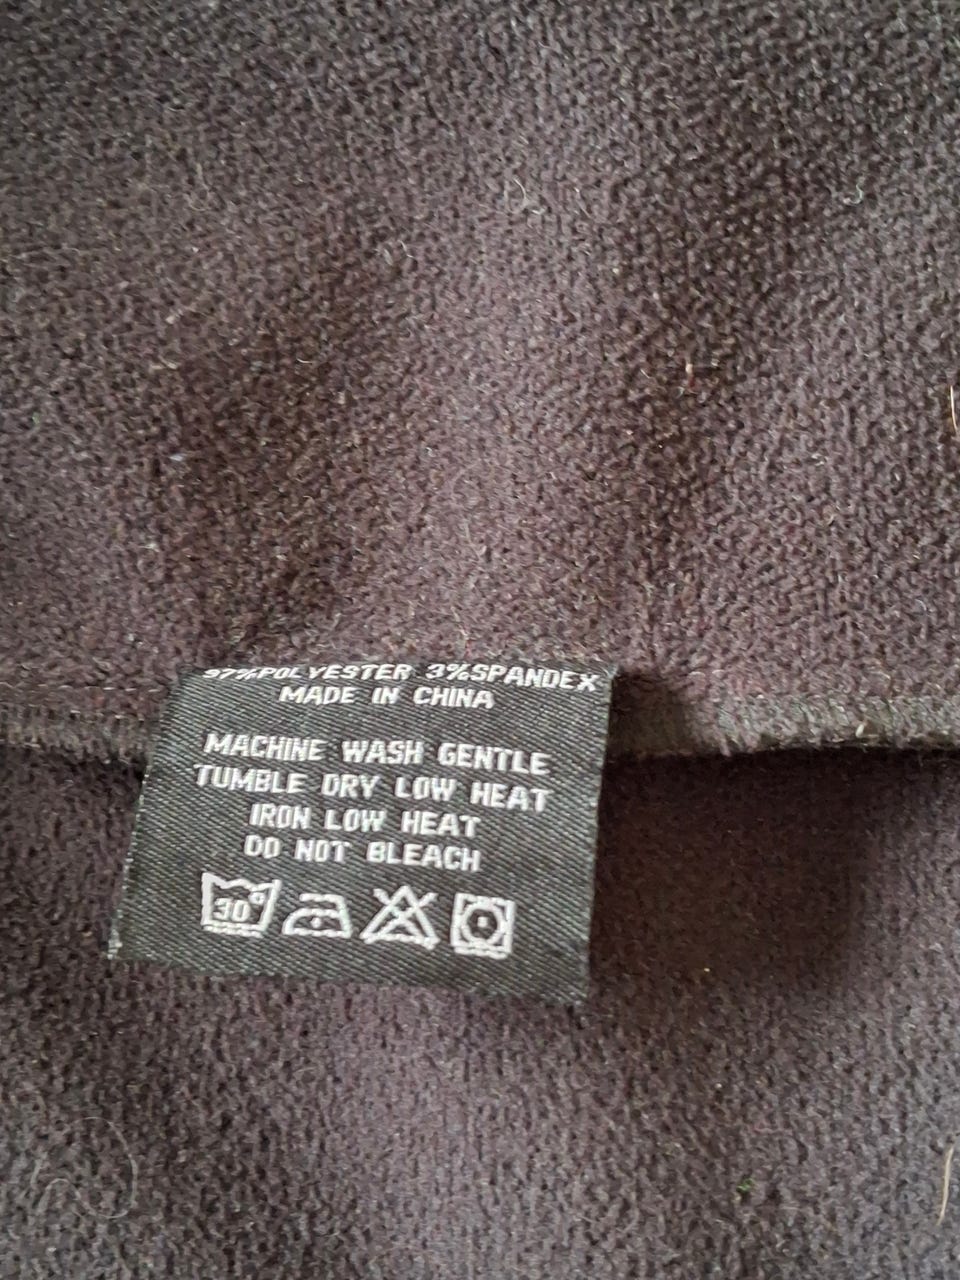 97%POLYESTER 3%SPANDEX
MADE IN CHINA
MACHINE WASH GENTLE
TUMBLE DRY LOW HEAT
IRON LOW HEAT
DO NOT BLEACH
30°